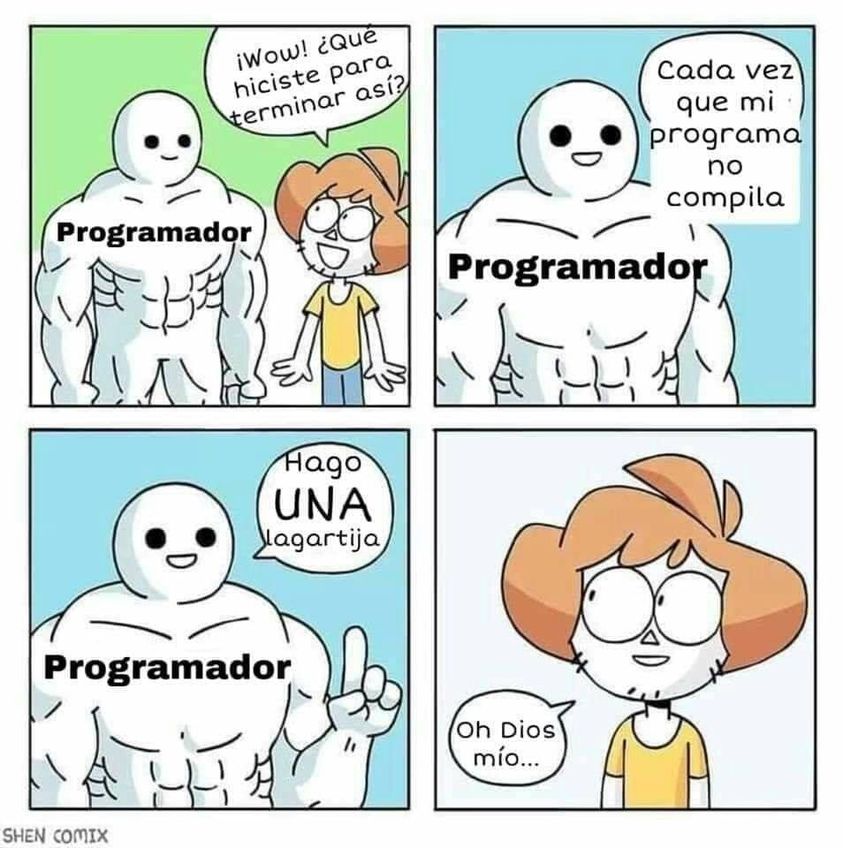 ¡Wow! ¿Qué
hiciste para
terminar así?
Programador
Cada vez
que mi
programa
no
compila
Programador
Hago
UNA
lagartija
Programador
Oh Dios
mío...
SHEN COMIX